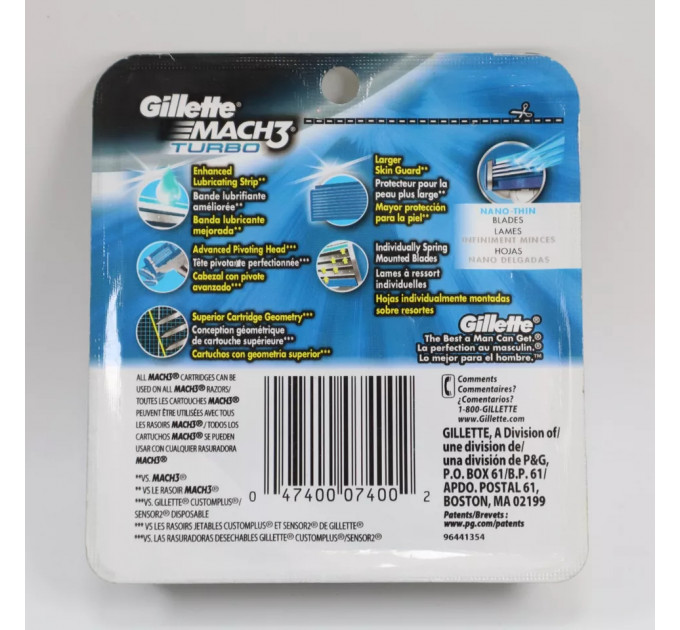 Gillette®
MACH3®
TURBO
Enhanced
Lubricating Strip**
Bande lubrifiante
améliorée**
Banda lubricante
mejorada**
Larger
Skin Guard**
Protecteur pour la
peau plus large**
Mayor protección
para la piel**
NANO-THIN
BLADES
LAMES
INFINIMENT MINCES
HOJAS
NANO DELGADAS
Advanced Pivoting Head***
Tête pivotante perfectionnée***
Cabezal con pivote
avanzado***
Individually Spring
Mounted Blades
Lames à ressort
individuelles
Hojas individualmente montadas
sobre resortes
Superior Cartridge Geometry***
Conception géométrique
de cartouche supérieure***
Cartuchos con geometria superior***
Gillette®
The Best a Man Can Get.®
La perfection au masculin.®
Lo mejor para el hombre.™
ALL MACH3® CARTRIDGES CAN BE
USED ON ALL MACH3® RAZORS/
TOUTES LES CARTOUCHES MACH3®
PEUVENT ÊTRE UTILISÉES AVEC TOUS
LES RASOIRS MACH3® / TODOS LOS
CARTUCHOS MACH3® SE PUEDEN
USAR CON CUALQUIER RASURADORA
MACH3®
**VS. MACH3®
** VS LE RASOIR MACH3®
***VS. GILLETTE® CUSTOMPLUS®/
SENSOR2® DISPOSABLE
*** VS LES RASOIRS JETABLES CUSTOMPLUS® ET SENSOR2® DE GILLETTE®
***VS. LAS RASURADORAS DESECHABLES GILLETTE® CUSTOMPLUS®/SENSOR2®
0 47400 07400 2
Comments
Commentaires?
¿Comentarios?
1-800-GILLETTE
www.Gillette.com
GILLETTE, A Division of/
une division de/
una división de P&G,
P.O. BOX 61/B.P. 61/
APDO. POSTAL 61,
BOSTON, MA 02199
Patents/Brevets :
www.pg.com/patents
96441354